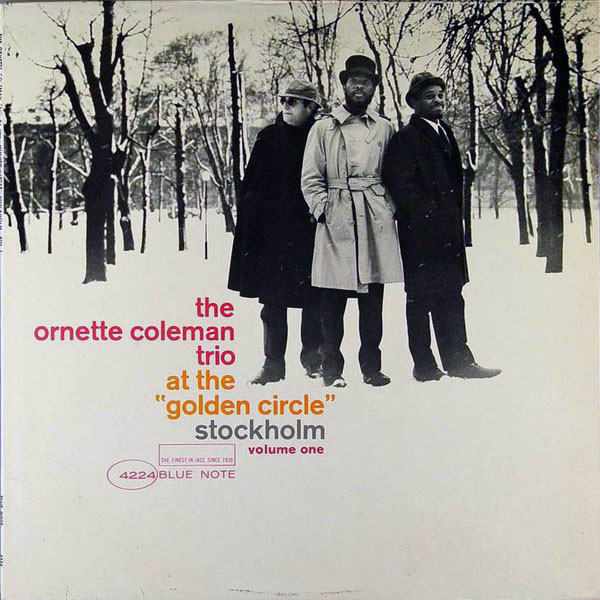 the
ornette coleman
trio
at the
"golden circle"
stockholm
volume one
THE FINEST IN JAZZ SINCE 1939
4224 BLUE NOTE